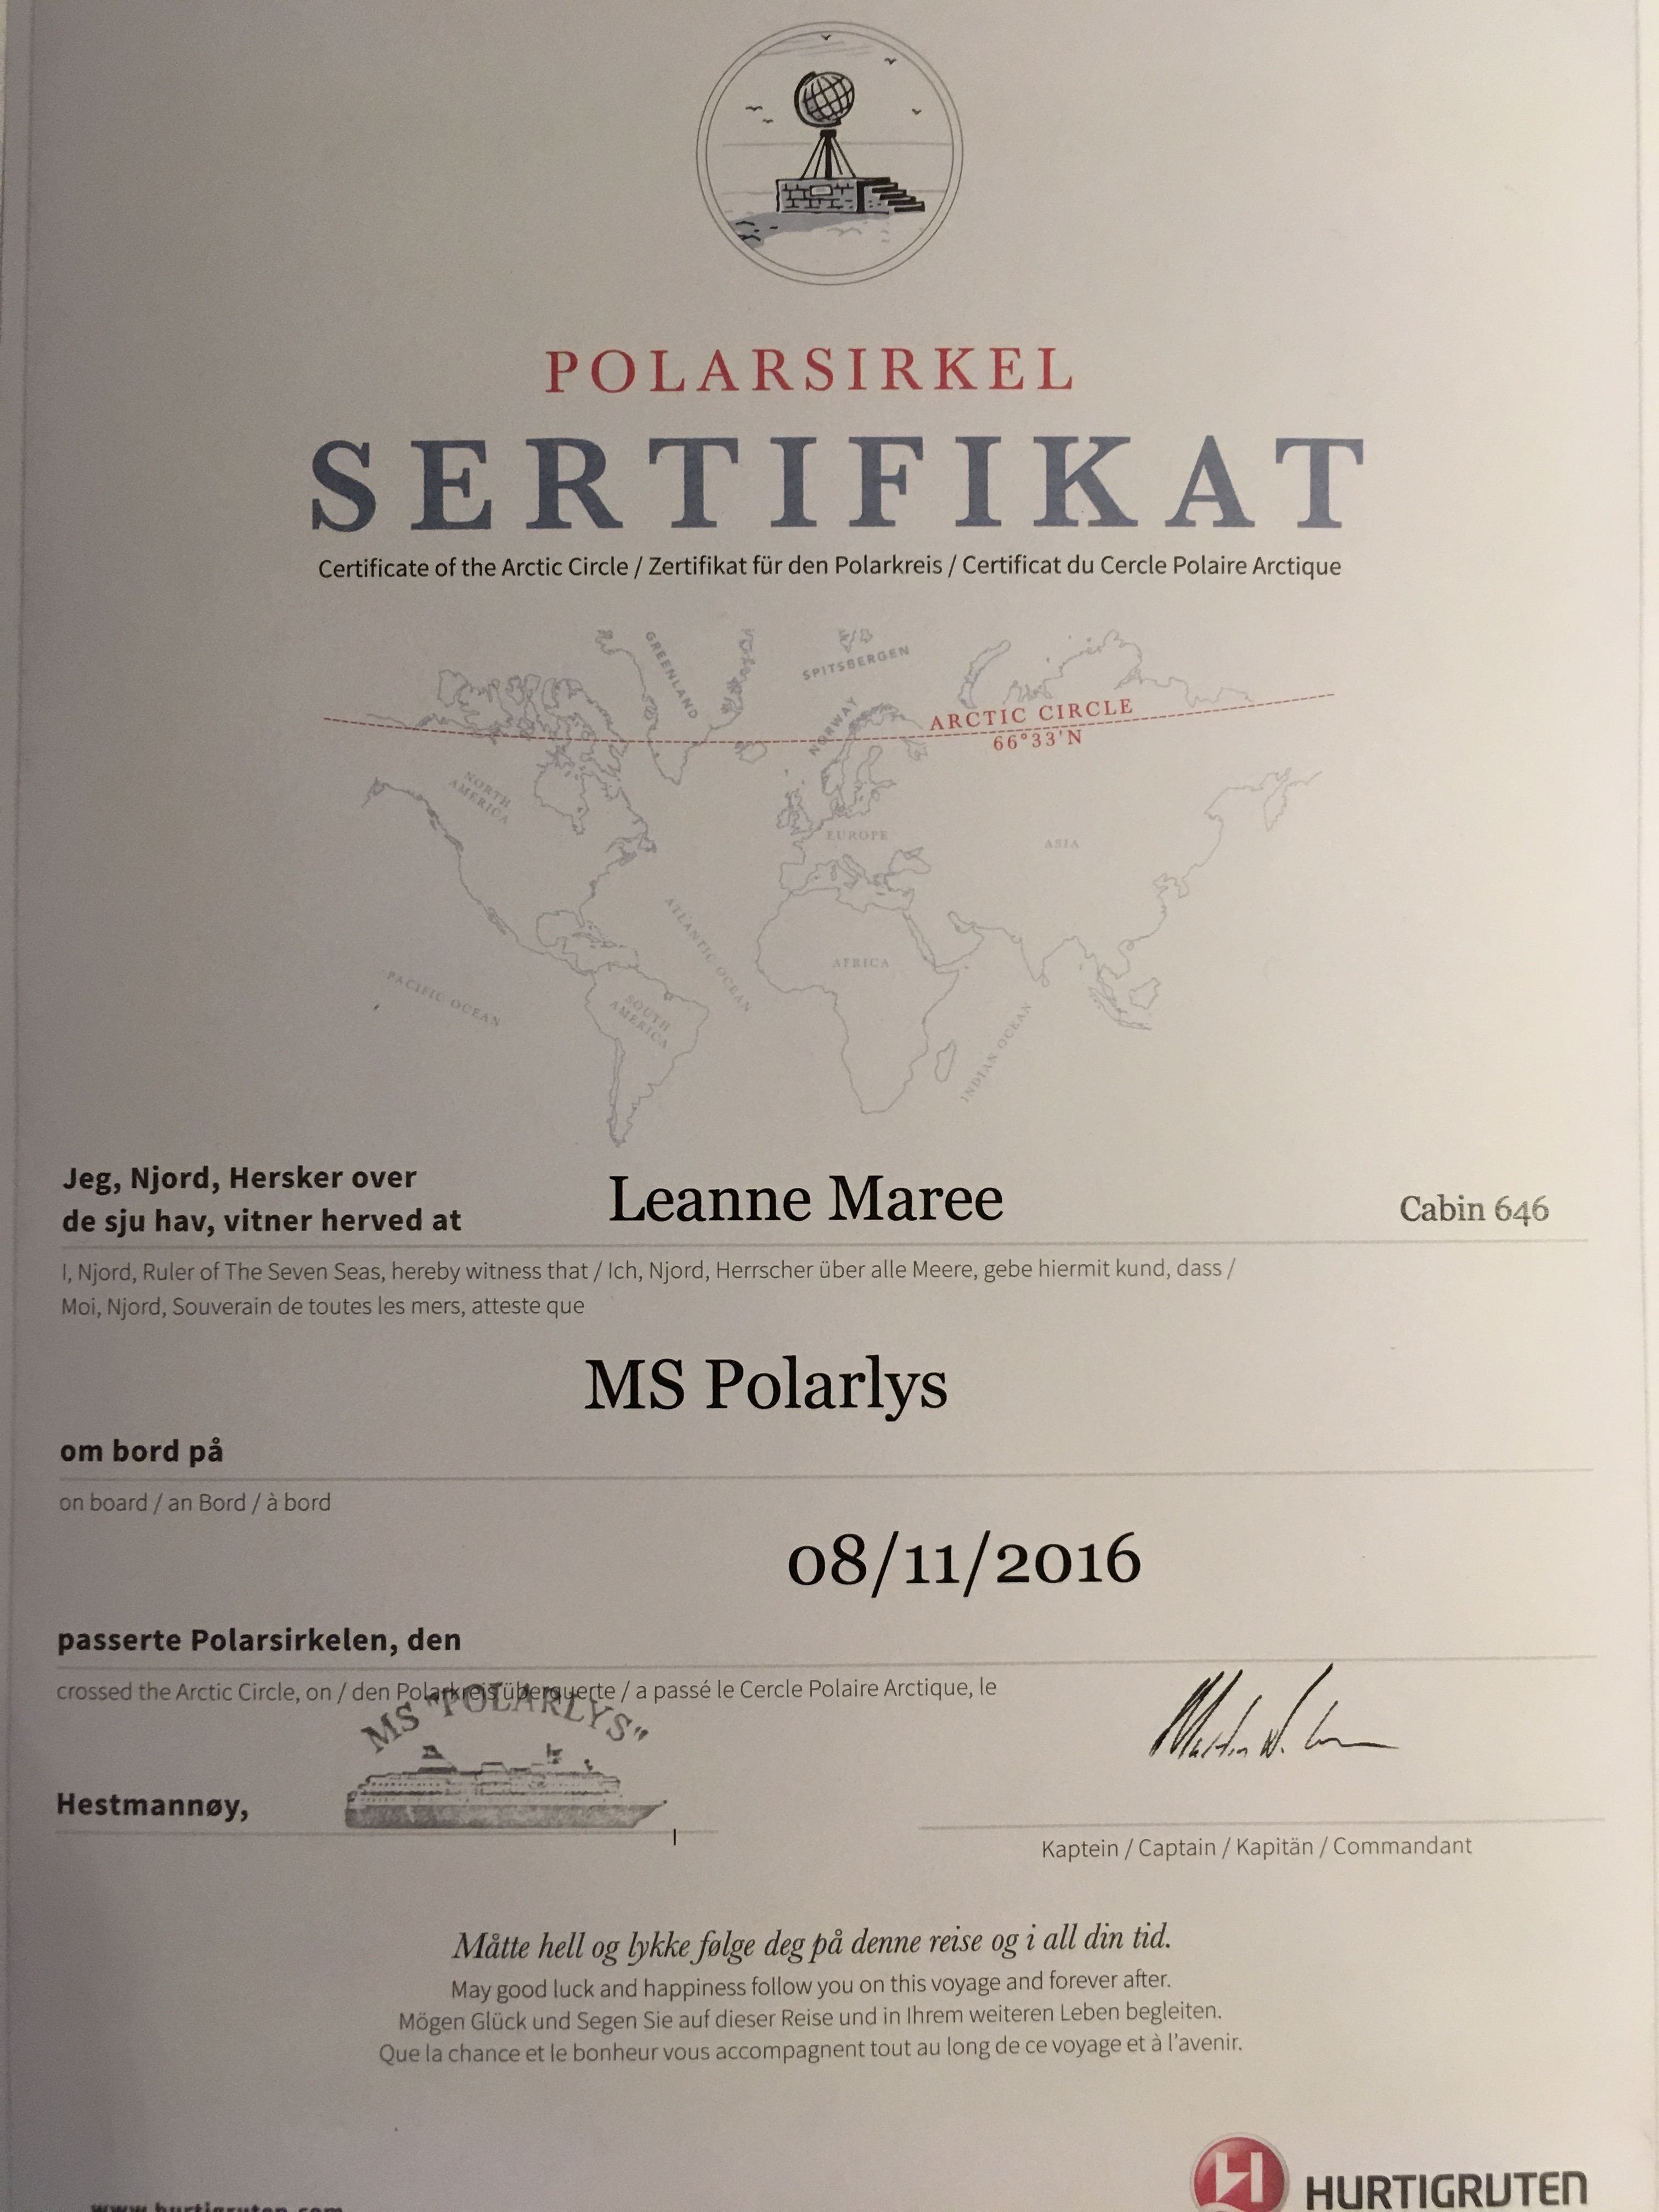 POLARSIRKEL
SERTIFIKAT
Certificate of the Arctic Circle / Zertifikat für den Polarkreis / Certificat du Cercle Polaire Arctique
GREENLAND
SPITSBERGEN
NORWAY
ARCTIC CIRCLE
66°33'N
NORTH
AMERICA
EUROPE
ASIA
ATLANTIC OCEAN
AFRICA
PACIFIC OCEAN
SOUTH
AMERICA
INDIAN OCEAN
Jeg, Njord, Hersker over
de sju hav, vitner herved at
Leanne Maree
Cabin 646
I, Njord, Ruler of The Seven Seas, hereby witness that / Ich, Njord, Herrscher über alle Meere, gebe hiermit kund, dass /
Moi, Njord, Souverain de toutes les mers, atteste que
MS Polarlys
om bord på
on board / an Bord / à bord
08/11/2016
passerte Polarsirkelen, den
crossed the Arctic Circle, on / den Polarkreis überquerte / a passé le Cercle Polaire Arctique, le
MS "POLARLYS"
Hestmannøy,
Kaptein / Captain / Kapitän / Commandant
Måtte hell og lykke følge deg på denne reise og i all din tid.
May good luck and happiness follow you on this voyage and forever after.
Mögen Glück und Segen Sie auf dieser Reise und in Ihrem weiteren Leben begleiten.
Que la chance et le bonheur vous accompagnent tout au long de ce voyage et à l'avenir.
www.hurtigruten.com
H HURTIGRUTEN